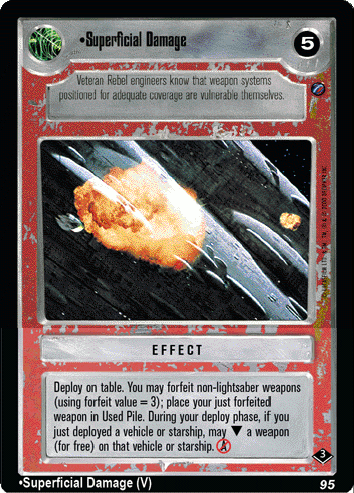 •Superficial Damage
5
Veteran Rebel engineers know that weapon systems
positioned for adequate coverage are vulnerable themselves.
EFFECT
Deploy on table. You may forfeit non-lightsaber weapons
(using forfeit value = 3); place your just forfeited
weapon in Used Pile. During your deploy phase, if
you just deployed a vehicle or starship, may ▼ a weapon
(for free) on that vehicle or starship. A
3
•Superficial Damage (V)
95